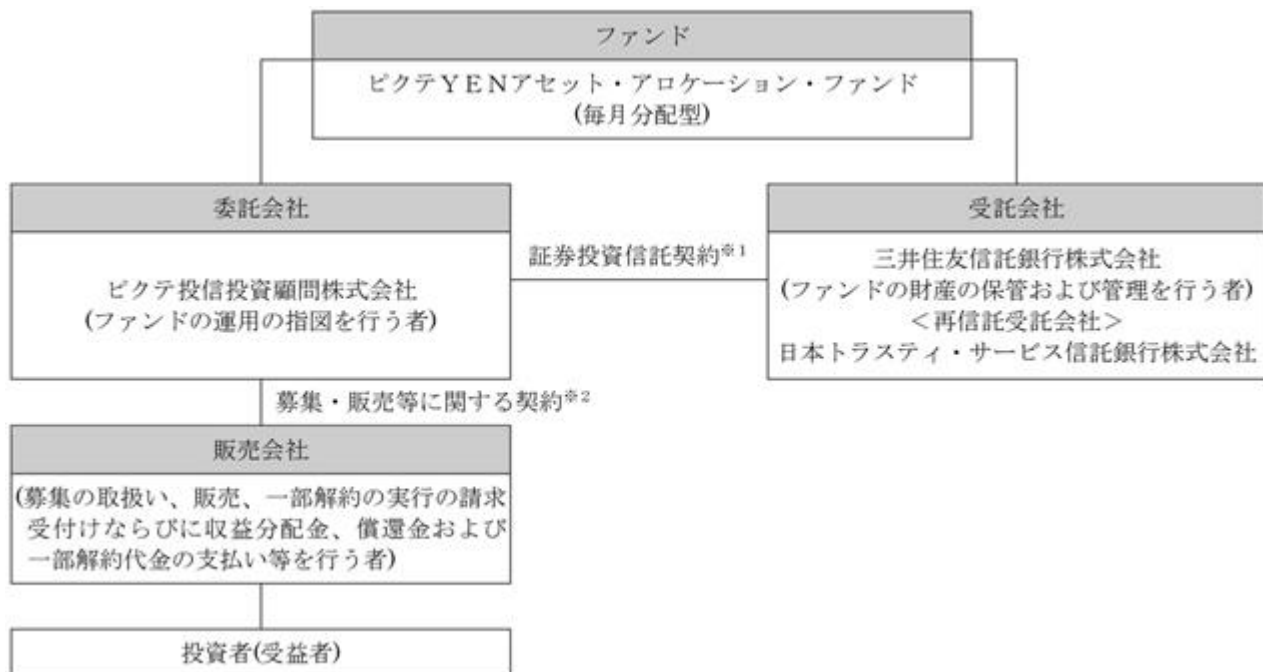 ファンド
ピクテＹＥＮアセット・アロケーション・ファンド
(毎月分配型)
委託会社
ピクテ投信投資顧問株式会社
(ファンドの運用の指図を行う者)
証券投資信託契約※1
受託会社
三井住友信託銀行株式会社
(ファンドの財産の保管および管理を行う者)
＜再信託受託会社＞
日本トラスティ・サービス信託銀行株式会社
募集・販売等に関する契約※2
販売会社
(募集の取扱い、販売、一部解約の実行の請求
受付けならびに収益分配金、償還金および
一部解約代金の支払い等を行う者)
投資者(受益者)